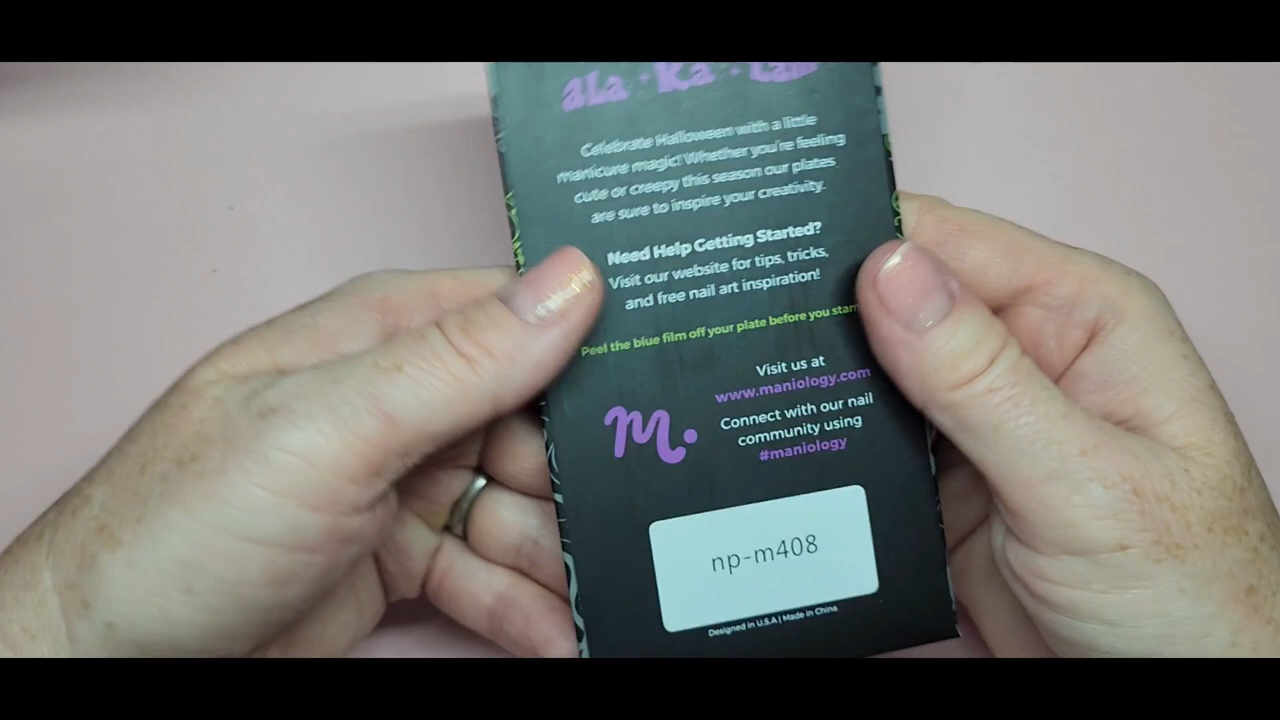 aLa · Ka ·
Celebrate Halloween with a little
manicure magic! Whether you're feeling
cute or creepy this season our plates
are sure to inspire your creativity.
Need Help Getting Started?
Visit our website for tips, tricks,
and free nail art inspiration!
Peel the blue film off your plate before you
Visit us at
www.maniology.com
m.
Connect with our nail
community using
#maniology
np-m408
Designed in U.S.A | Made in China